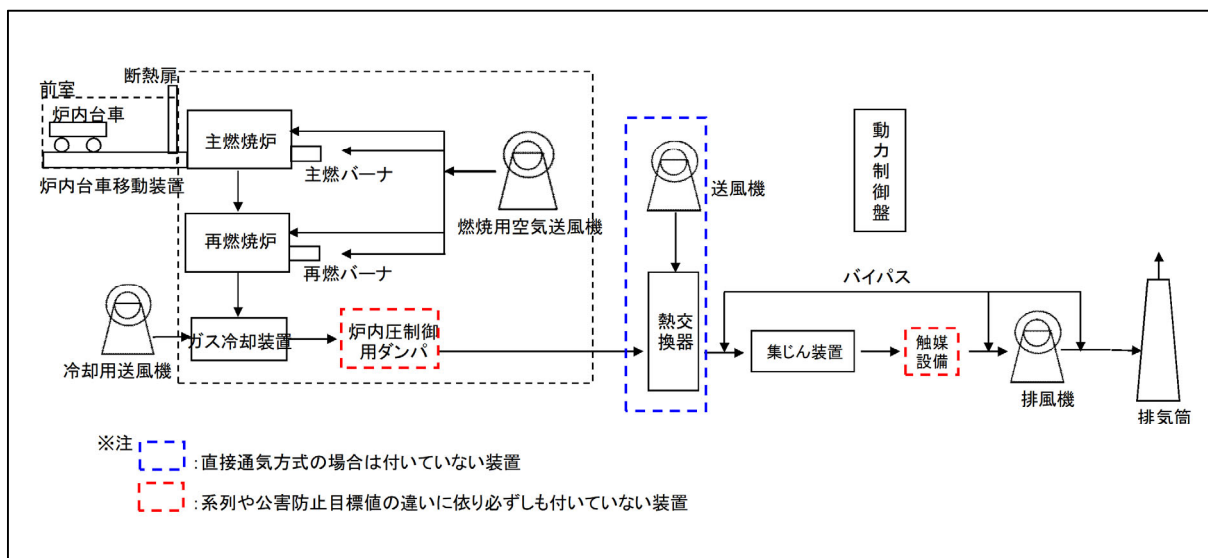 断熱扉
前室
炉内台車
炉内台車移動装置
主燃焼炉
主燃バーナ
燃焼用空気送風機
再燃焼炉
再燃バーナ
冷却用送風機
ガス冷却装置
炉内圧制御
用ダンパ
送風機
熱交換器
動力制御盤
バイパス
集じん装置
触媒
設備
排風機
排気筒
※注
:直接通気方式の場合は付いていない装置
:系列や公害防止目標値の違いに依り必ずしも付いていない装置